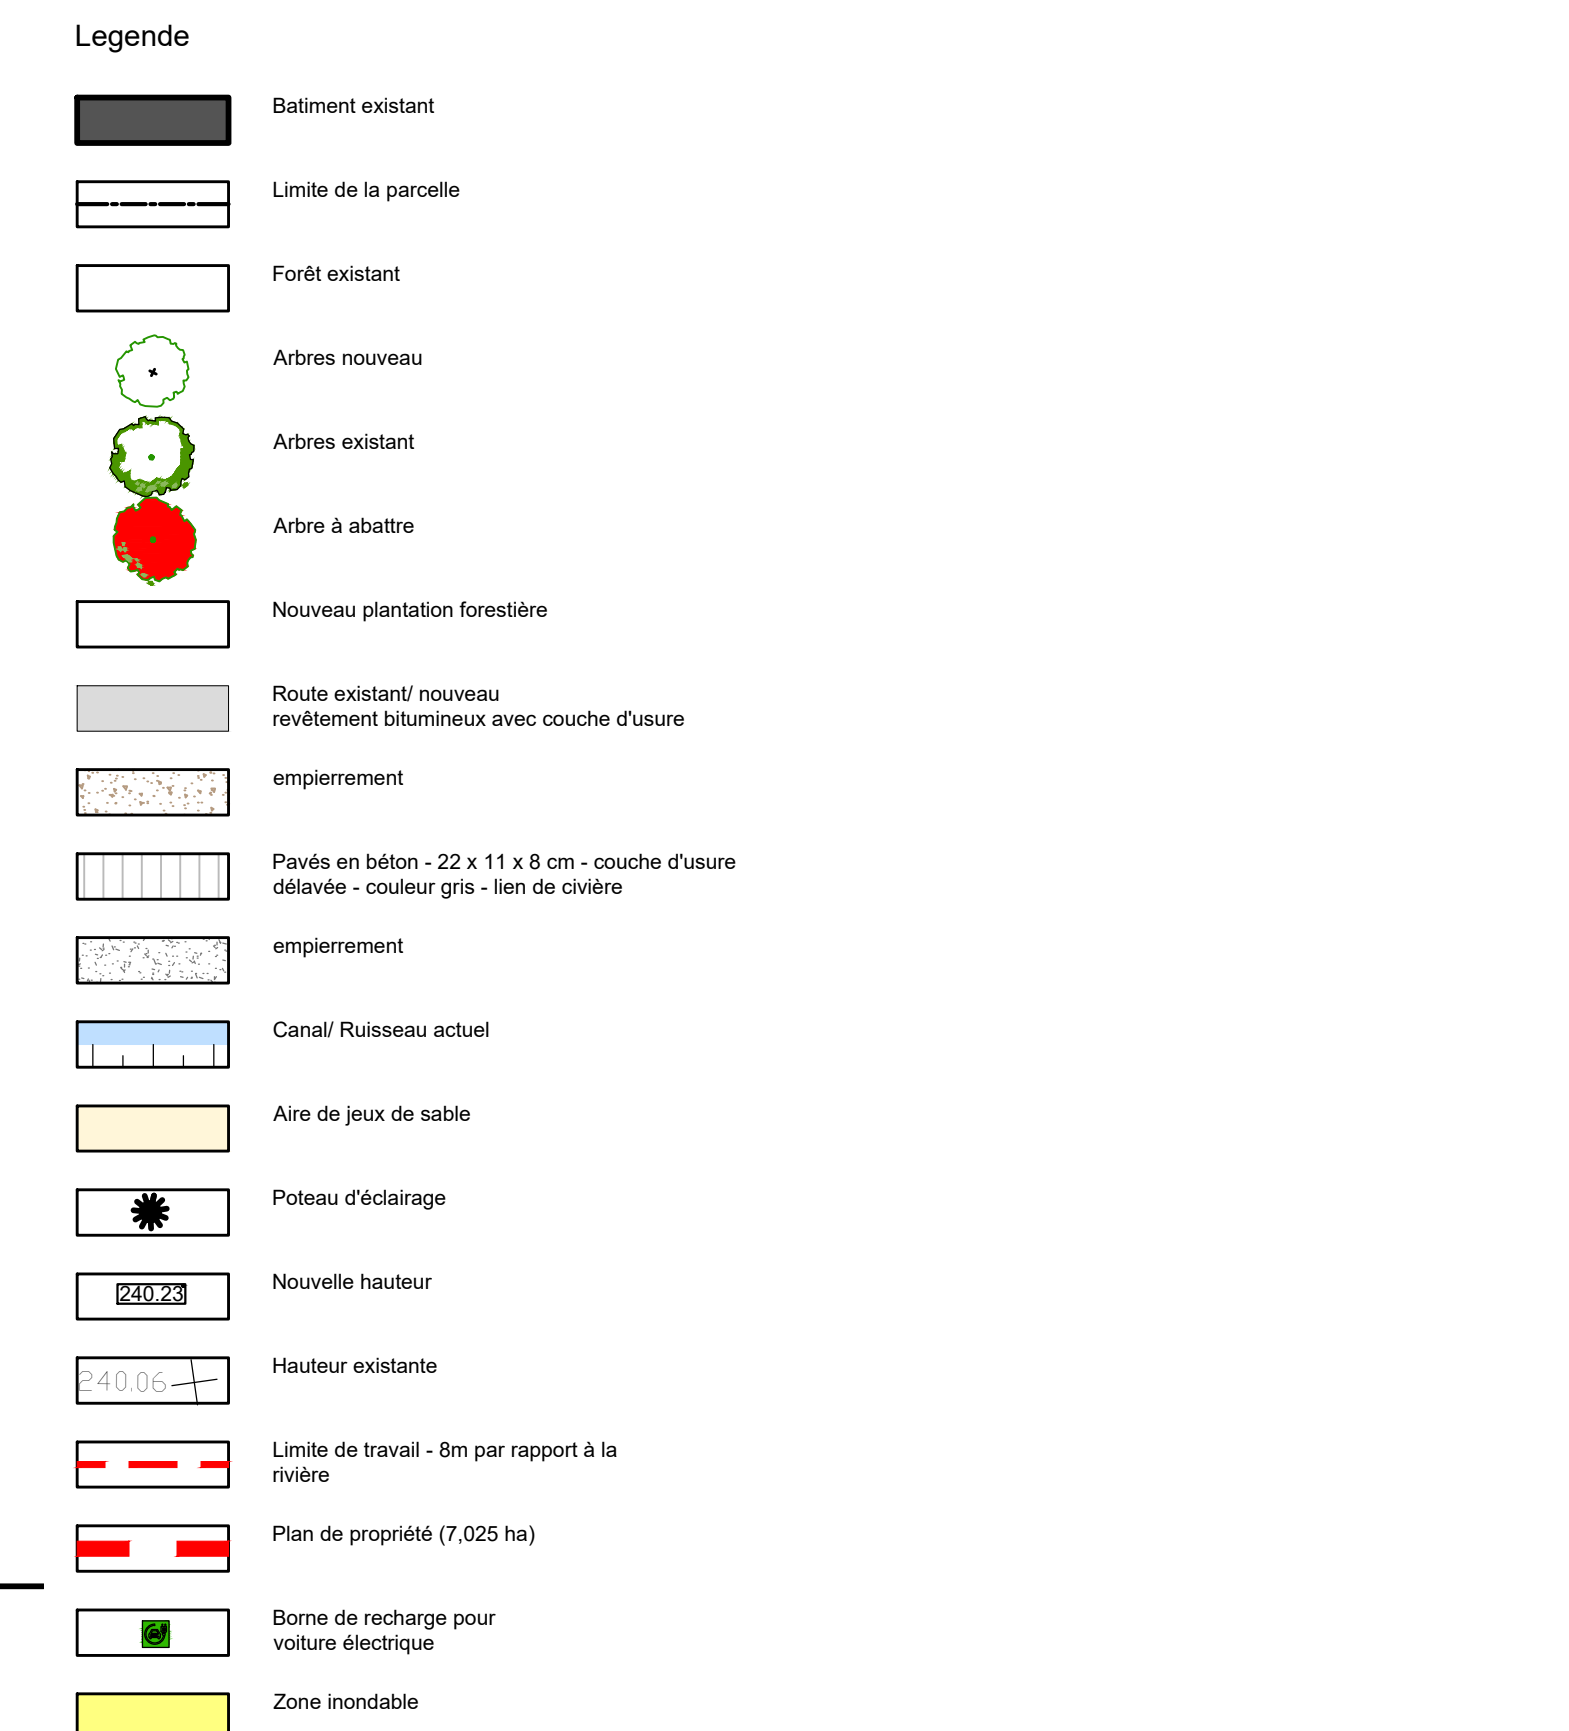 Legende
Batiment existant
Limite de la parcelle
Forêt existant
Arbres nouveau
Arbres existant
Arbre à abattre
Nouveau plantation forestière
Route existant/ nouveau
revêtement bitumineux avec couche d'usure
empierrement
Pavés en béton - 22 x 11 x 8 cm - couche d'usure
délavée - couleur gris - lien de civière
empierrement
Canal/ Ruisseau actuel
Aire de jeux de sable
Poteau d'éclairage
240.23 Nouvelle hauteur
240.06 Hauteur existante
Limite de travail - 8m par rapport à la
rivière
Plan de propriété (7,025 ha)
Borne de recharge pour
voiture électrique
Zone inondable